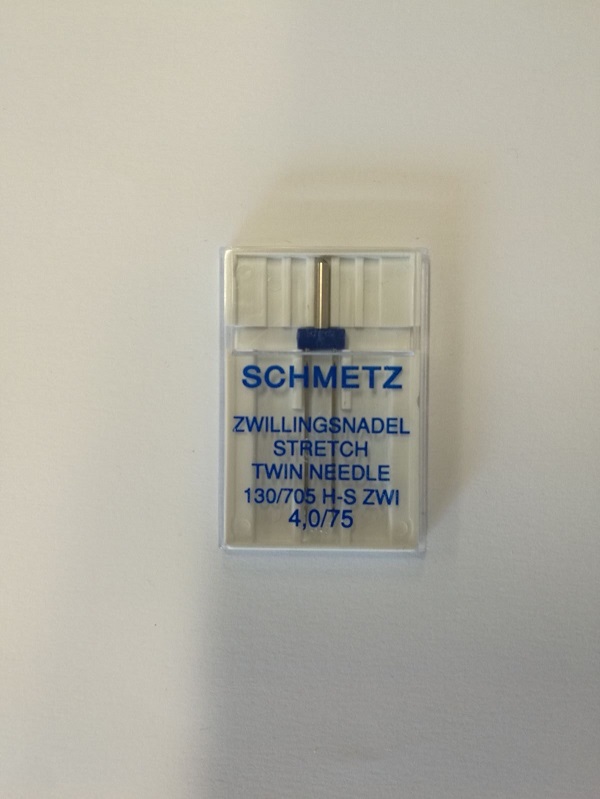 SCHMETZ
ZWILLINGSNADEL
STRETCH
TWIN NEEDLE
130/705 H-S ZWI
4,0/75